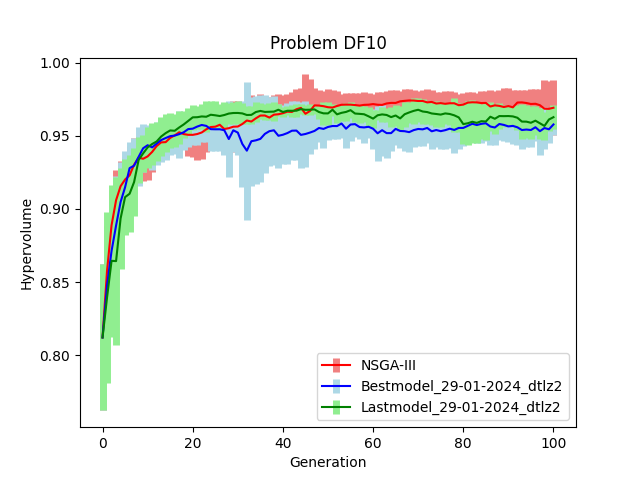 Problem DF10
1.00
0.95
0.90
0.85
0.80
Hypervolume
NSGA-III
Bestmodel_29-01-2024_dtlz2
Lastmodel_29-01-2024_dtlz2
0 20 40 60 80 100
Generation